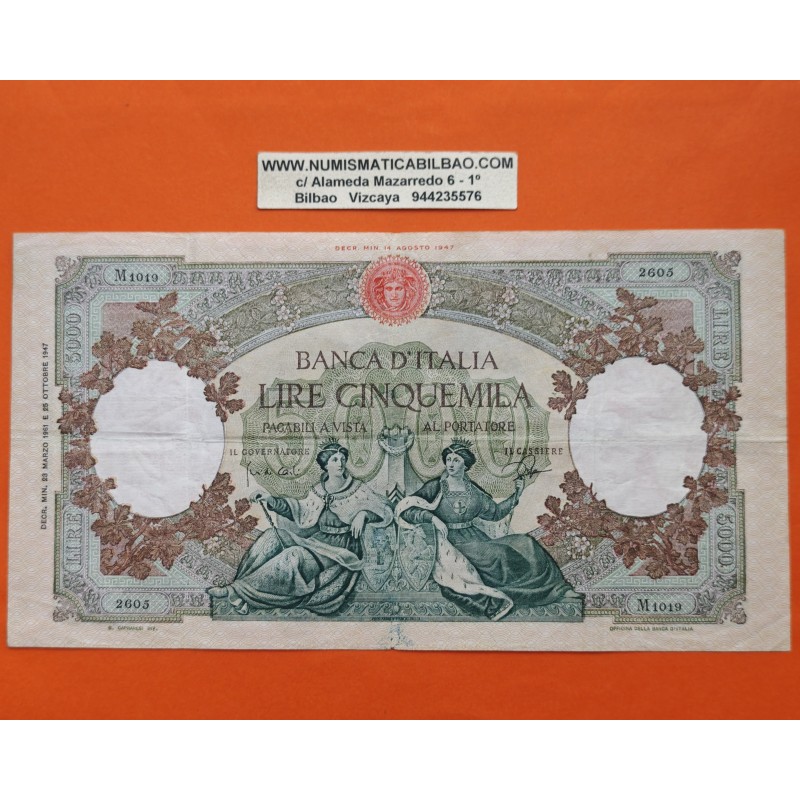 WWW.NUMISMATICABILBAO.COM
c/ Alameda Mazarredo 6 - 1º
Bilbao Vizcaya 944235576
DECR. MIN. 14 AGOSTO 1947
M1019
2605
5000
LIRE
BANCA D'ITALIA
LIRE CINQUEMILA
5000
PAGABILI A VISTA AL PORTATORE
IL GOVERNATORE
IL CASSIERE
DECR. MIN. 23 MARZO 1961 E 25 OTTOBRE 1947
LIRE
5000
2605
M1019
OFFICINA DELLA BANCA D'ITALIA